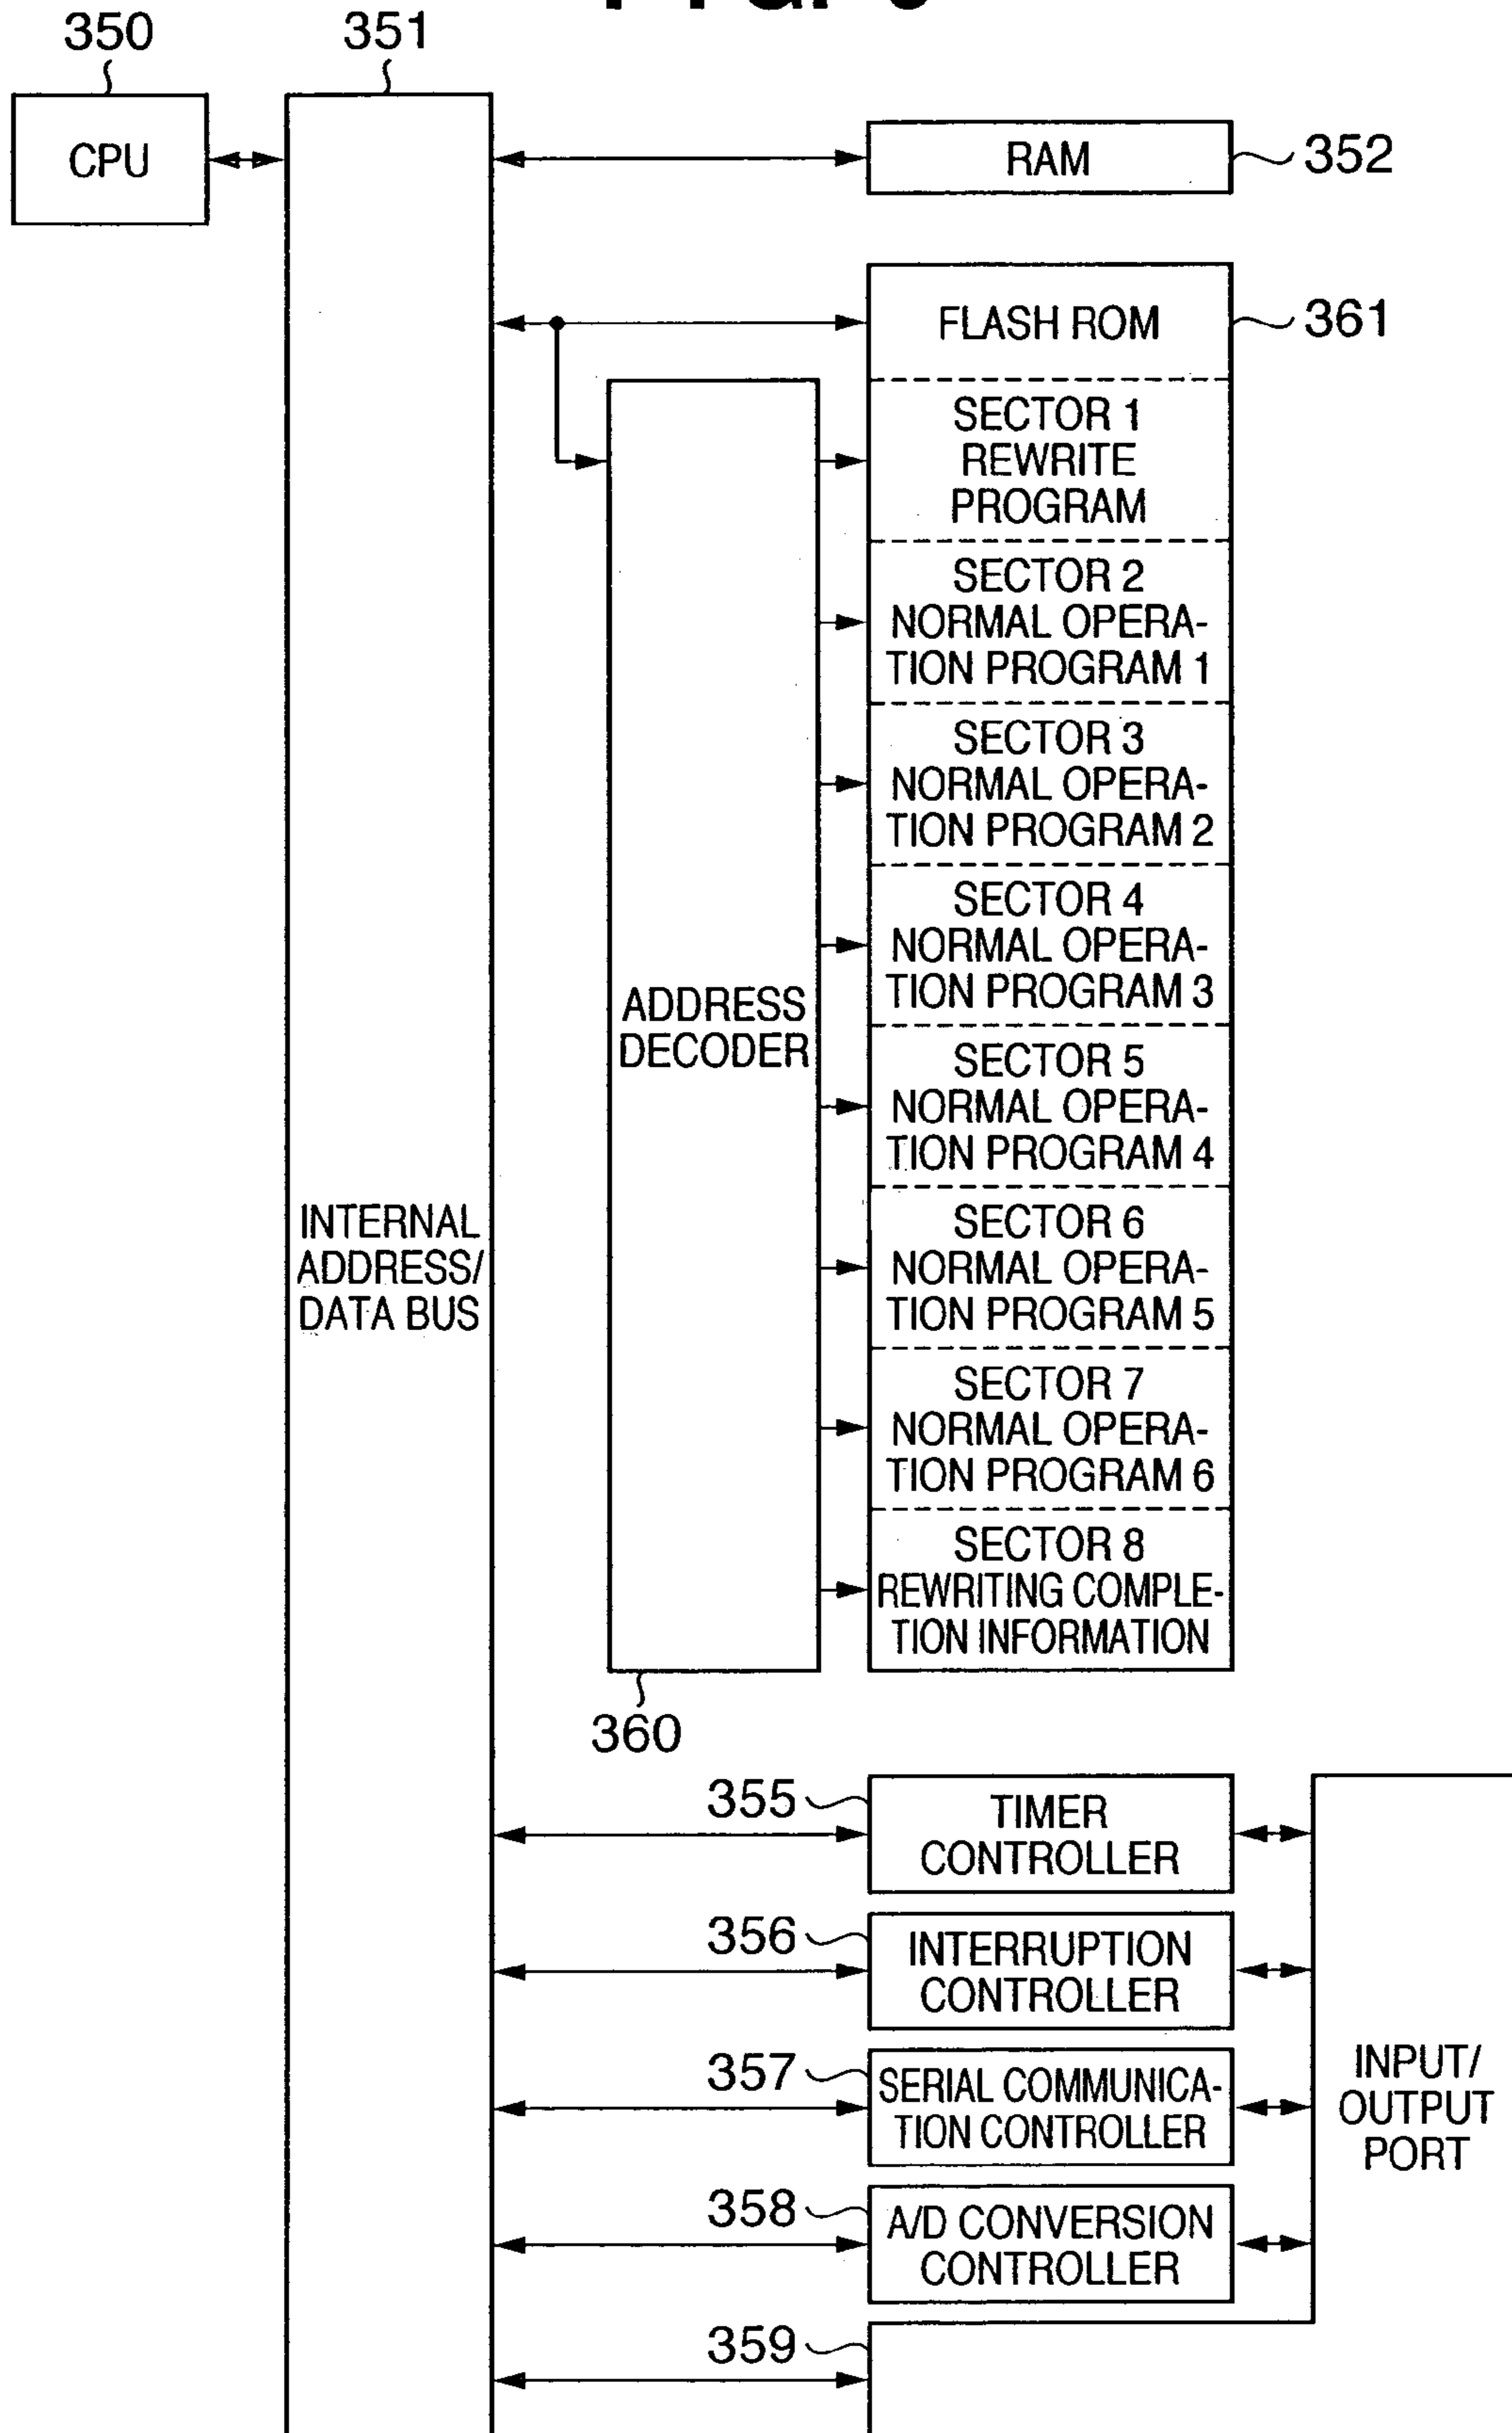 350
351
CPU
RAM
352
FLASH ROM
361
SECTOR 1
REWRITE
PROGRAM
SECTOR 2
NORMAL OPERA-
TION PROGRAM 1
SECTOR 3
NORMAL OPERA-
TION PROGRAM 2
SECTOR 4
NORMAL OPERA-
TION PROGRAM 3
ADDRESS
DECODER
SECTOR 5
NORMAL OPERA-
TION PROGRAM 4
INTERNAL
ADDRESS/
DATA BUS
SECTOR 6
NORMAL OPERA-
TION PROGRAM 5
SECTOR 7
NORMAL OPERA-
TION PROGRAM 6
SECTOR 8
REWRITING COMPLE-
TION INFORMATION
360
355
TIMER
CONTROLLER
356
INTERRUPTION
CONTROLLER
357
SERIAL COMMUNICA-
TION CONTROLLER
INPUT/
OUTPUT
PORT
358
A/D CONVERSION
CONTROLLER
359